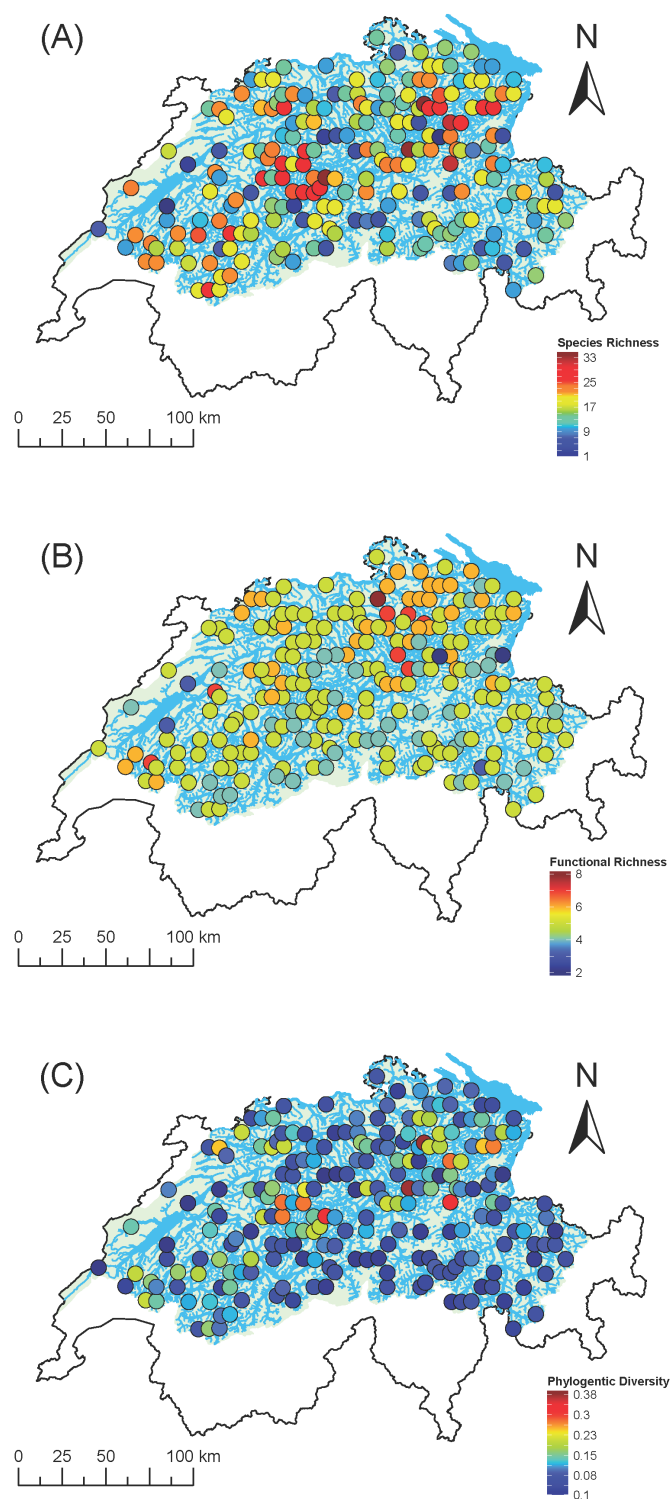 (A)
N
Species Richness
33
25
17
9
1
0 25 50 100 km
(B)
N
Functional Richness
8
6
4
2
0 25 50 100 km
(C)
N
Phylogentic Diversity
0.38
0.3
0.23
0.15
0.08
0.1
0 25 50 100 km